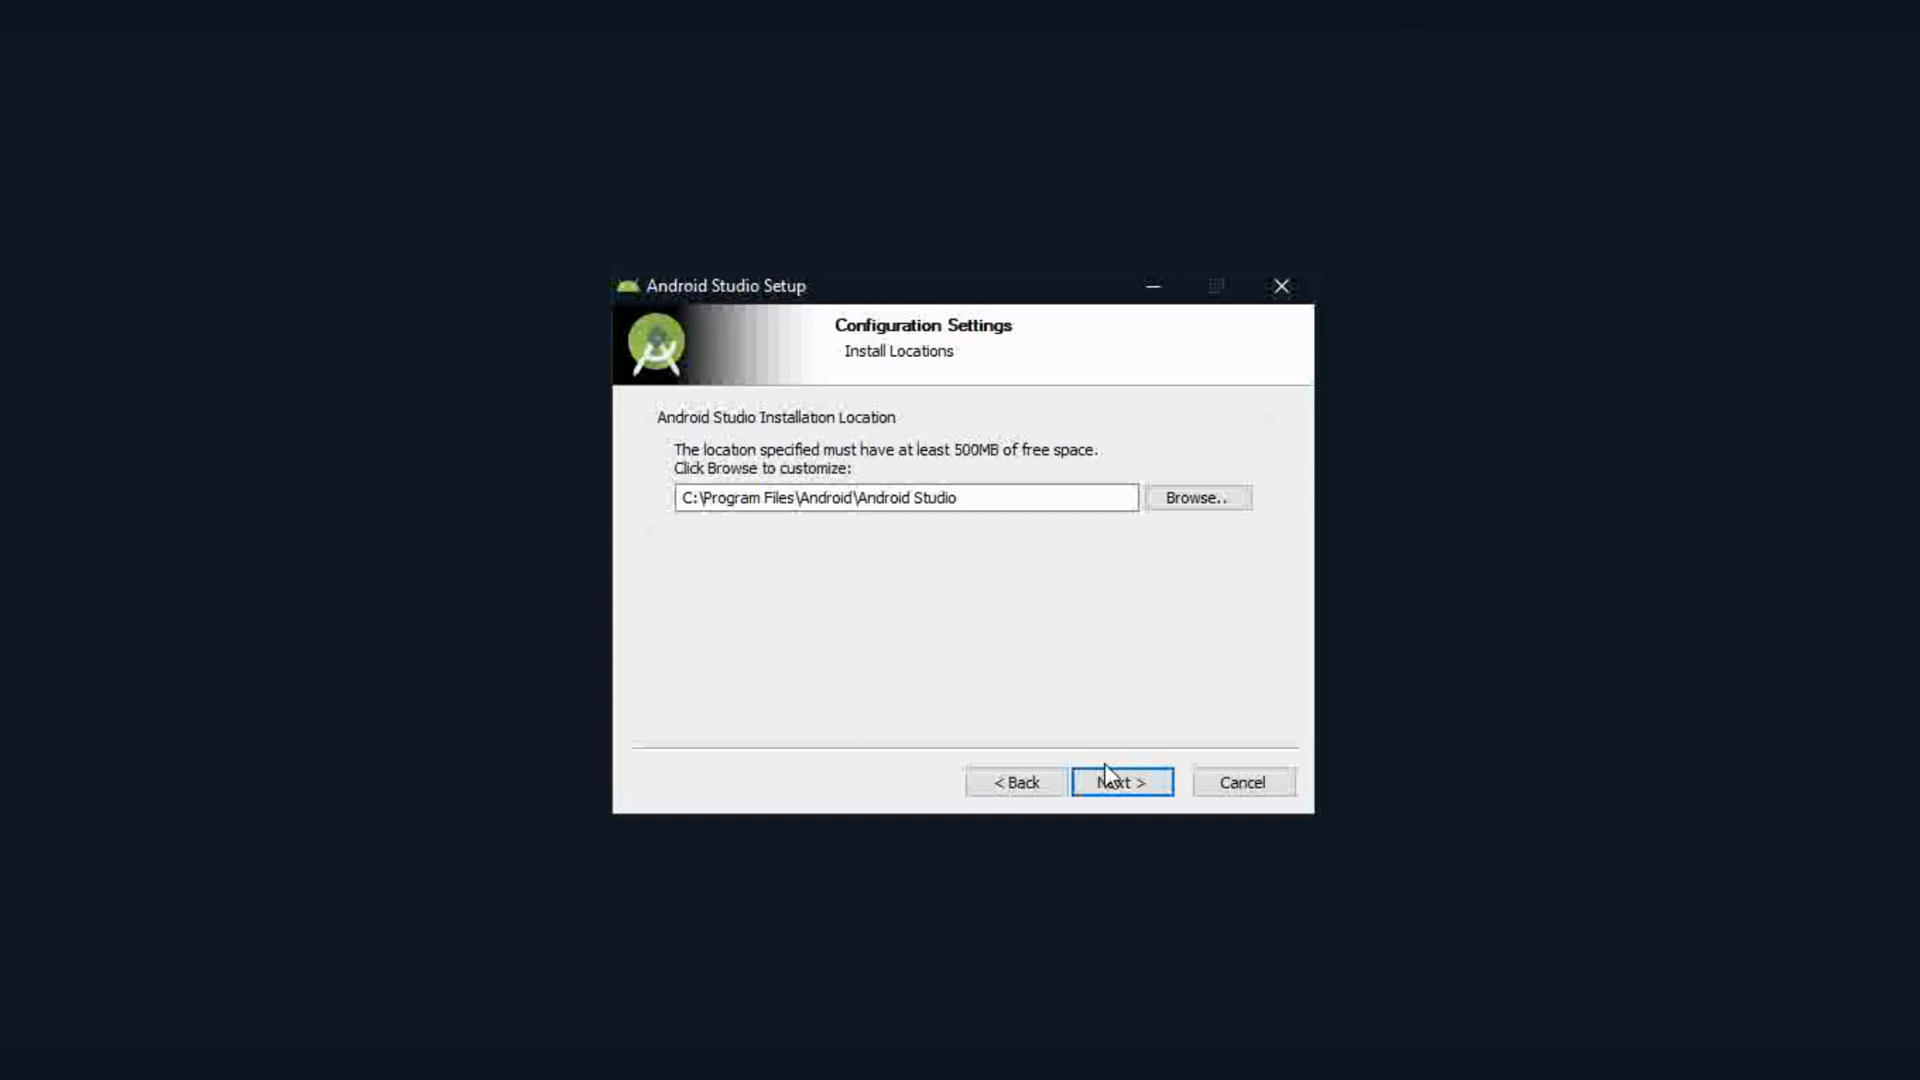 Android Studio Setup
Configuration Settings
Install Locations
Android Studio Installation Location
The location specified must have at least 500MB of free space.
Click Browse to customize:
C:\Program Files\Android\Android Studio
Browse..
< Back
Next >
Cancel